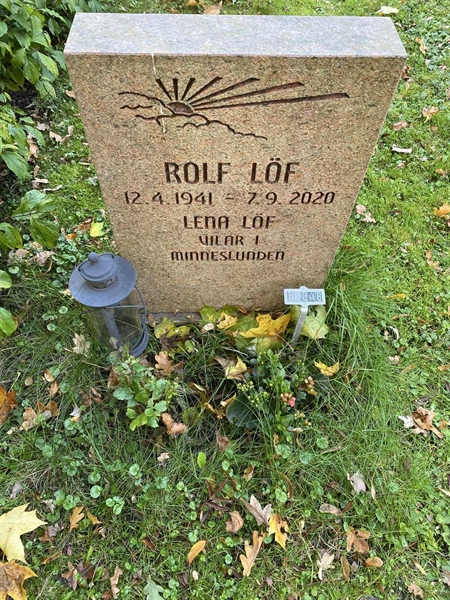 ROLF LÖF
12.4.1941 - 7.9.2020
LENA LÖF
VILAR I
MINNESLUNDEN